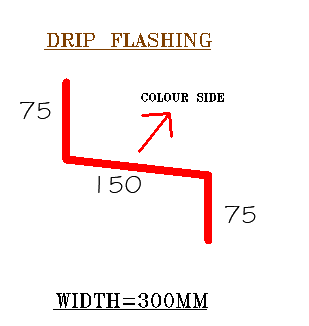 DRIP FLASHING
COLOUR SIDE
75
150
75
WIDTH=300MM